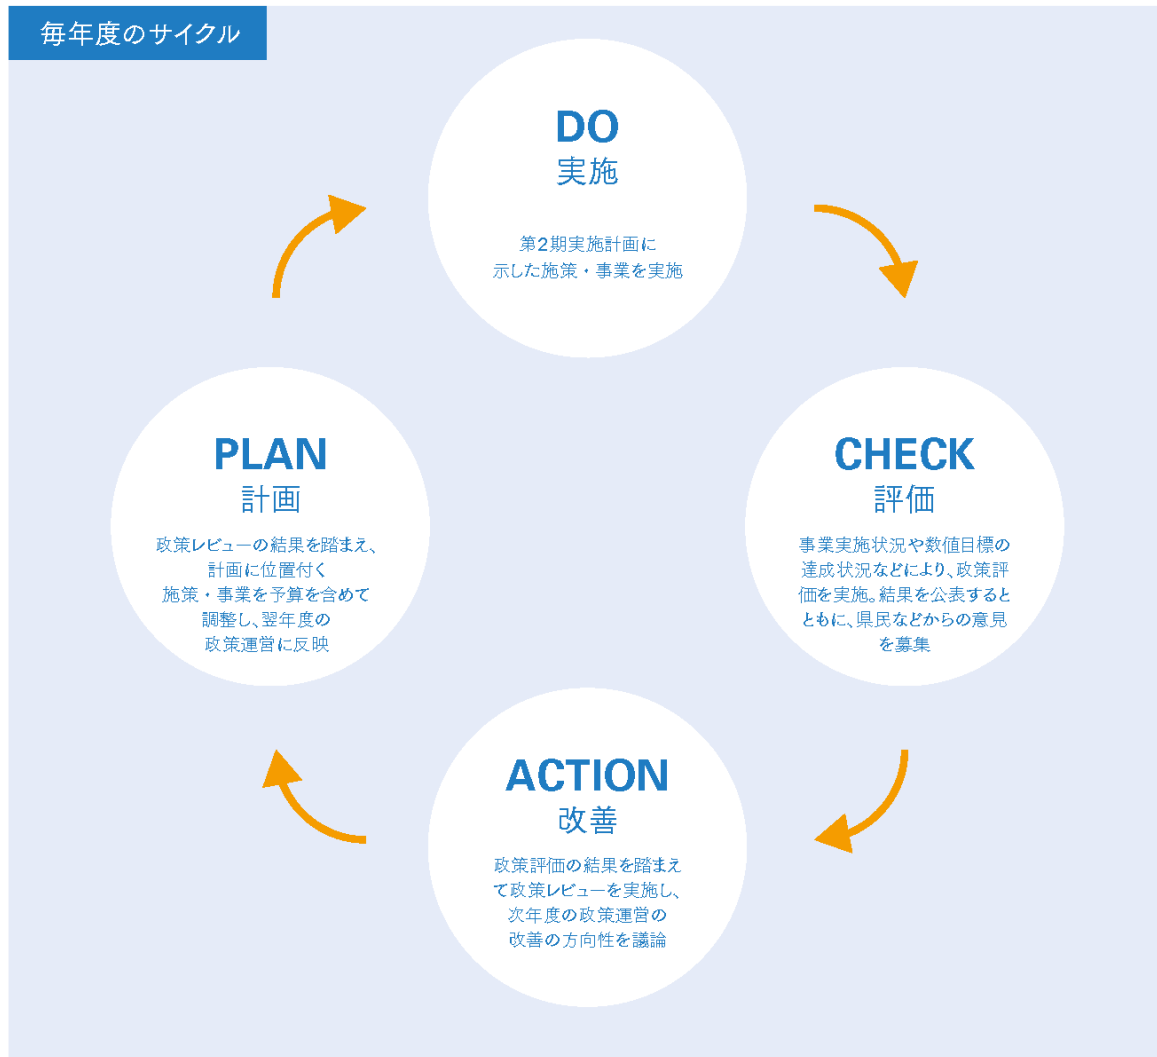 毎年度のサイクル
DO
実施
第2期実施計画に
示した施策・事業を実施
PLAN
計画
政策レビューの結果を踏まえ、
計画に位置付く
施策・事業を予算を含めて
調整し、翌年度の
政策運営に反映
CHECK
評価
事業実施状況や数値目標の
達成状況などにより、政策評
価を実施。結果を公表すると
ともに、県民などからの意見
を募集
ACTION
改善
政策評価の結果を踏まえ
て政策レビューを実施し、
次年度の政策運営の
改善の方向性を議論